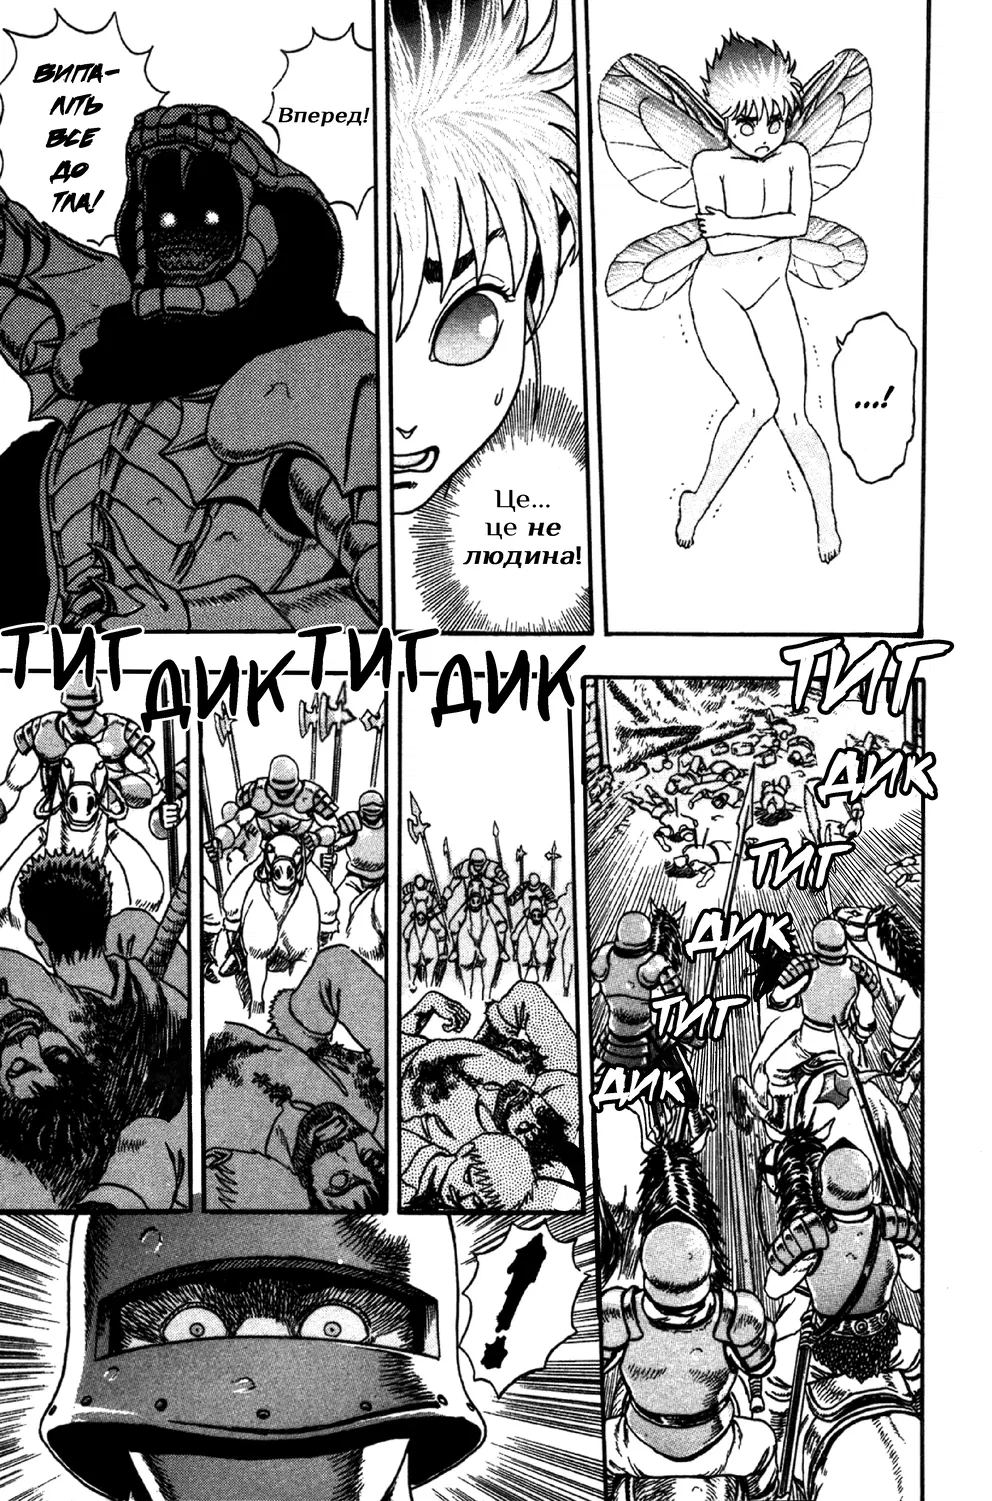 ...!
Це...
це не
людина!
Вперед!
ВИПА-
ЛІТЬ
ВСЕ
ДО
ТЛА!
ТИГ
ДИК
ТИГ
ДИК
ТИГ
ДИК
ТИГ
ДИК
ТИГ
ДИК
!